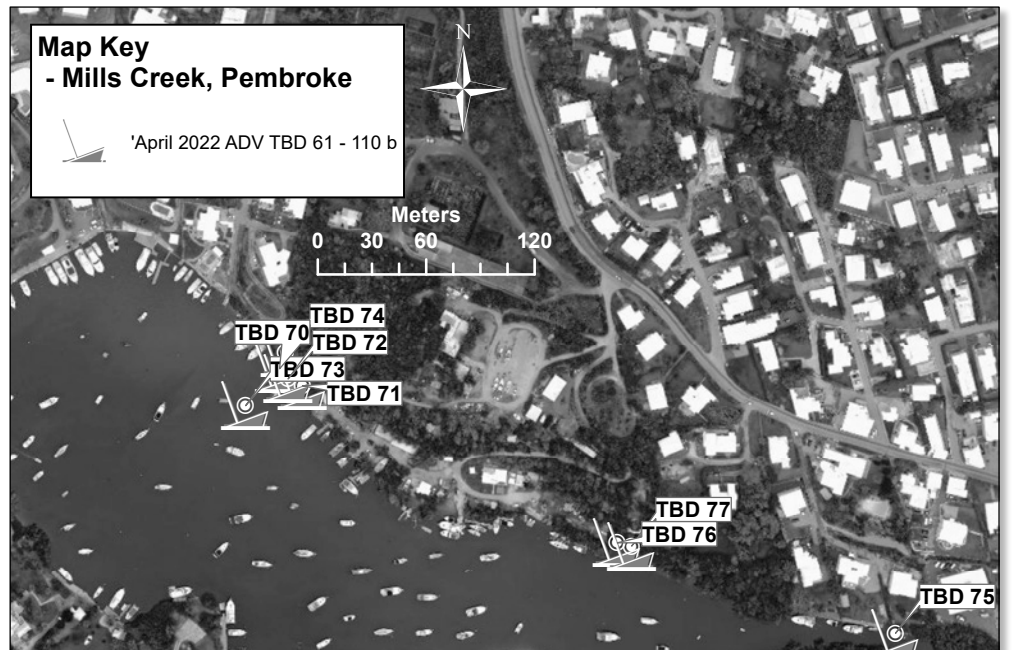 Map Key
- Mills Creek, Pembroke
'April 2022 ADV TBD 61 - 110 b
N
Meters
0 30 60 120
TBD 74
TBD 70
TBD 72
TBD 73
TBD 71
TBD 77
TBD 76
TBD 75